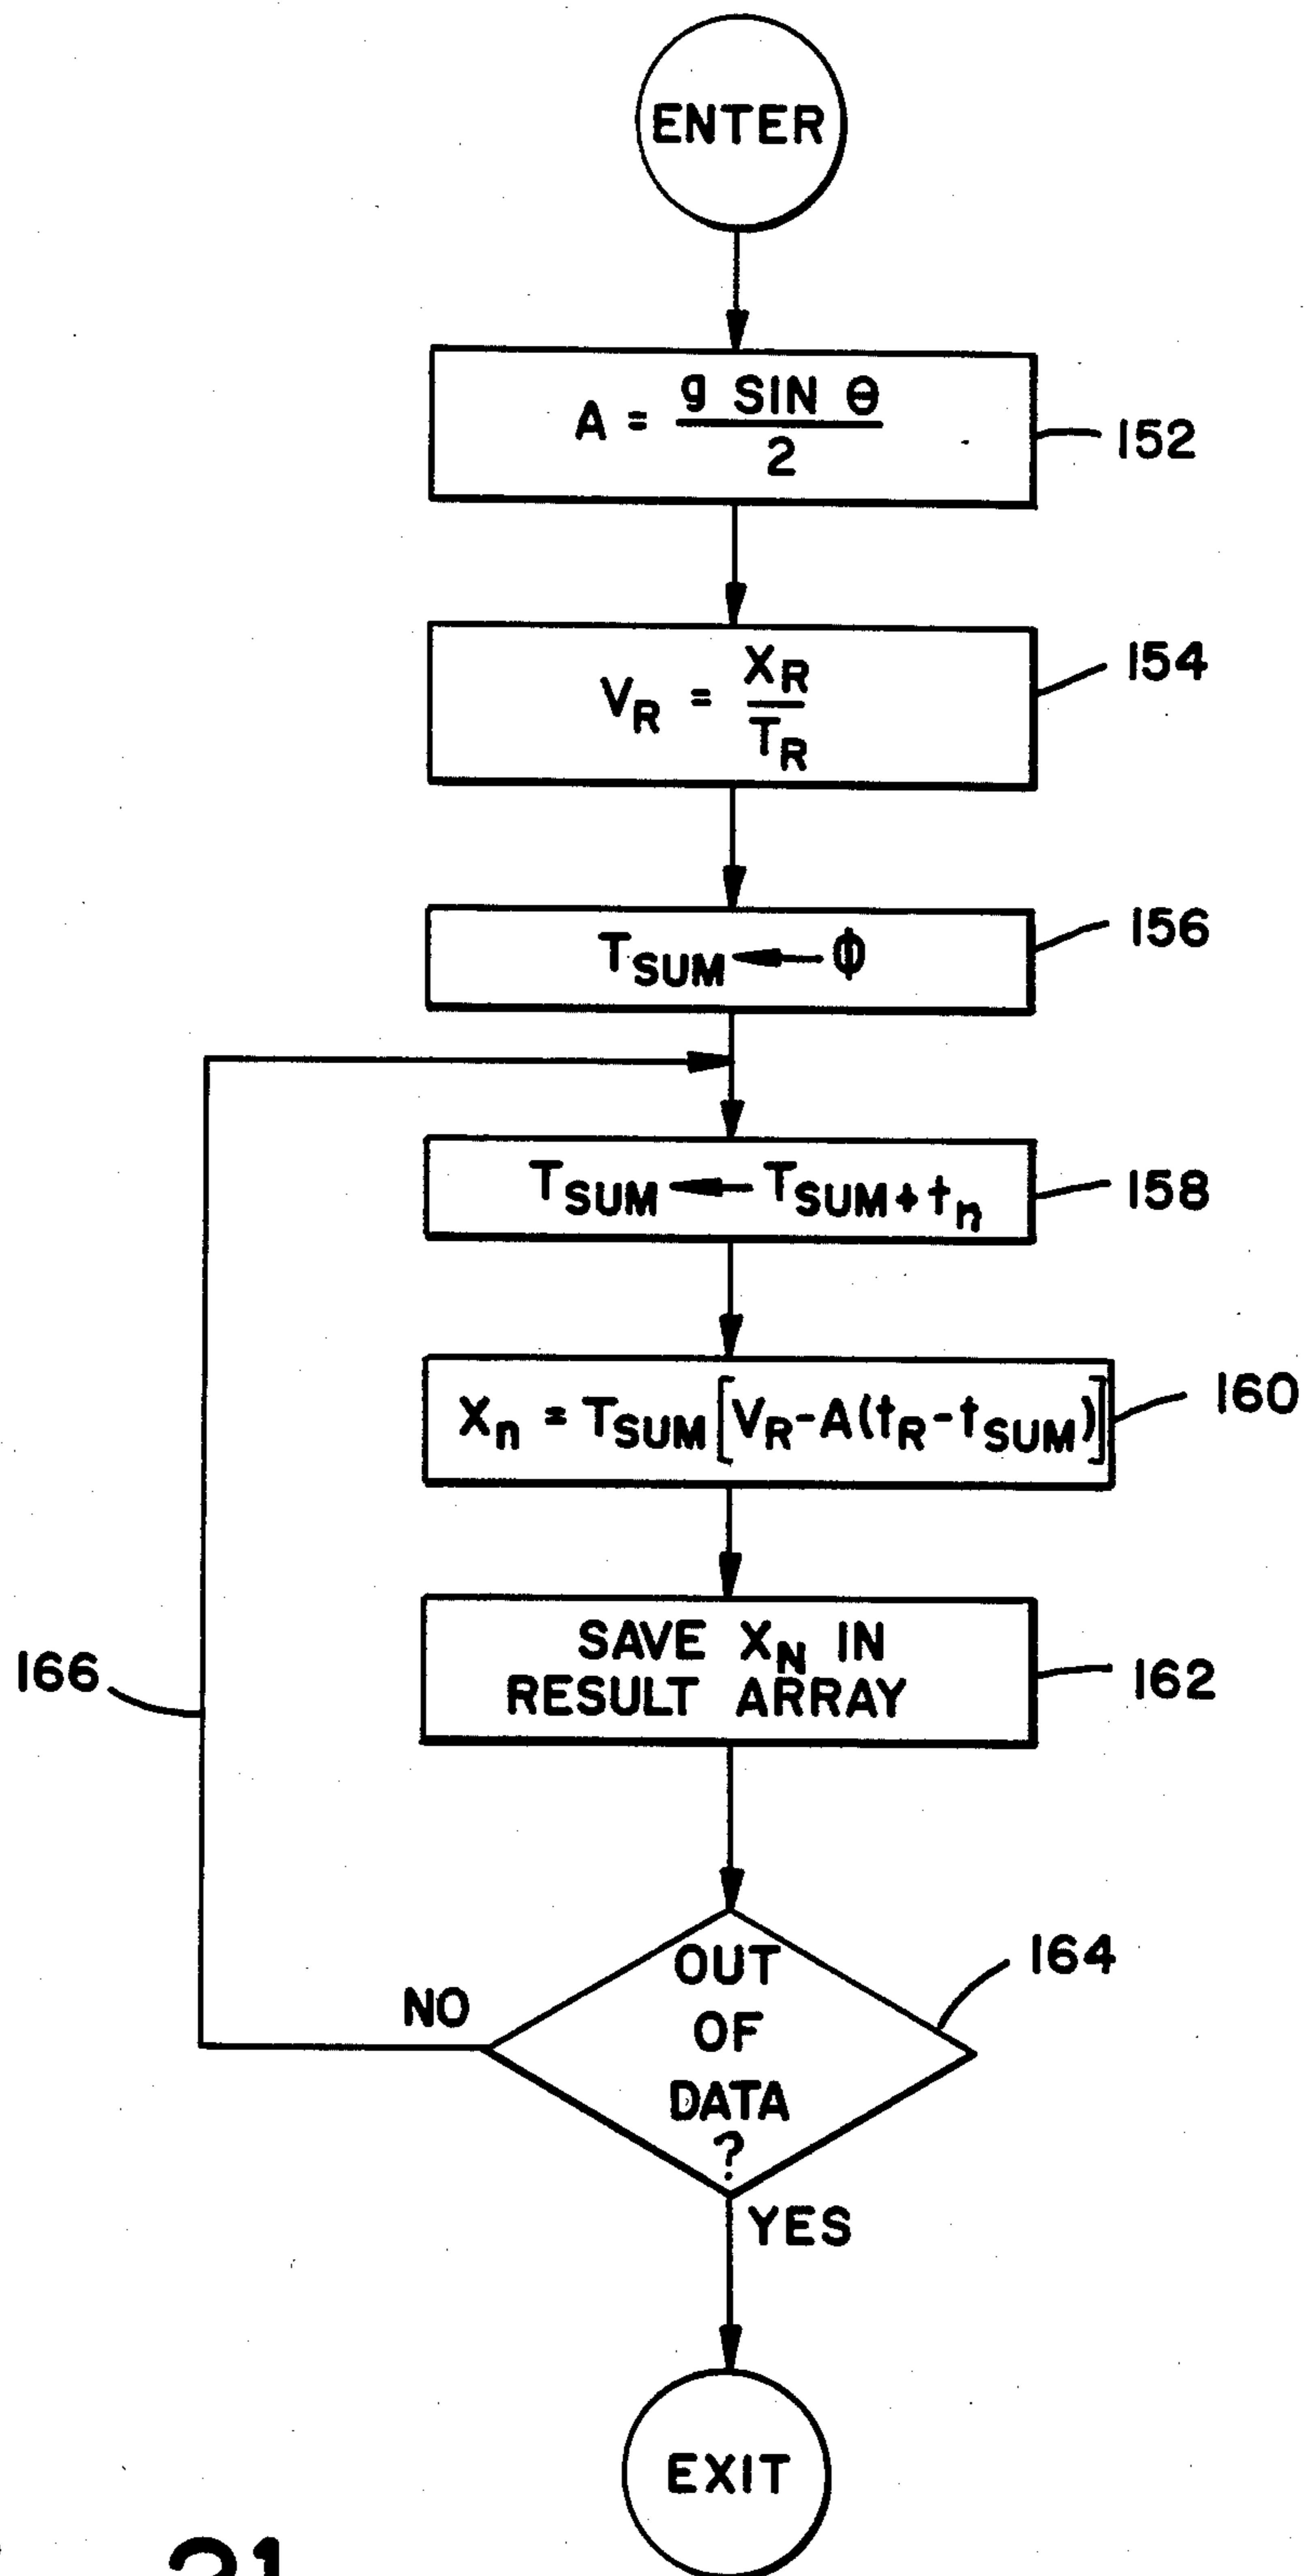 ENTER
A = g SIN Θ / 2
152
V_R = X_R / T_R
154
T_SUM ← ϕ
156
T_SUM ← T_SUM + t_n
158
X_n = T_SUM [V_R - A(t_R - t_SUM)]
160
SAVE X_N IN
RESULT ARRAY
162
166
OUT
OF
DATA
?
164
NO
YES
EXIT
21